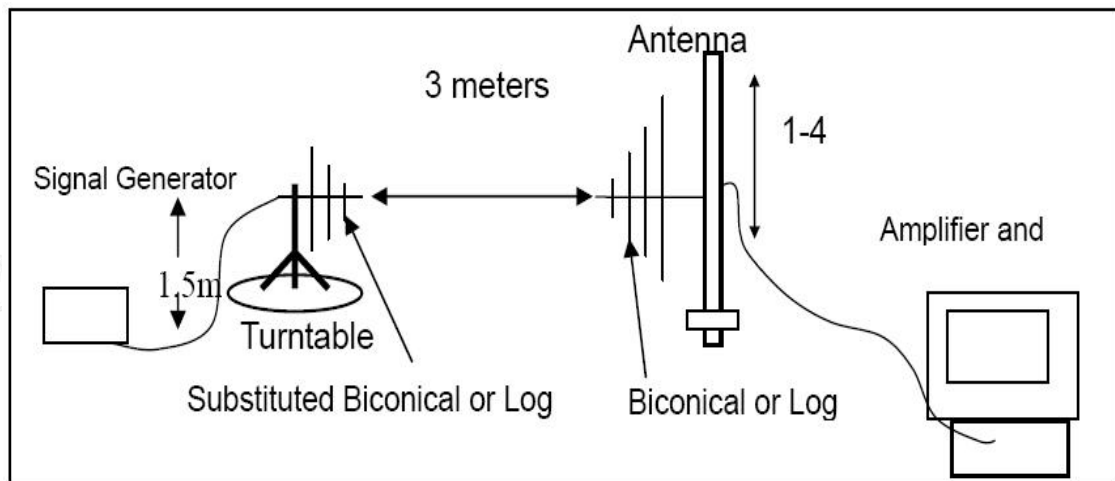 Antenna
3 meters
1-4
Signal Generator
Amplifier and
1.5m
Turntable
Substituted Biconical or Log
Biconical or Log